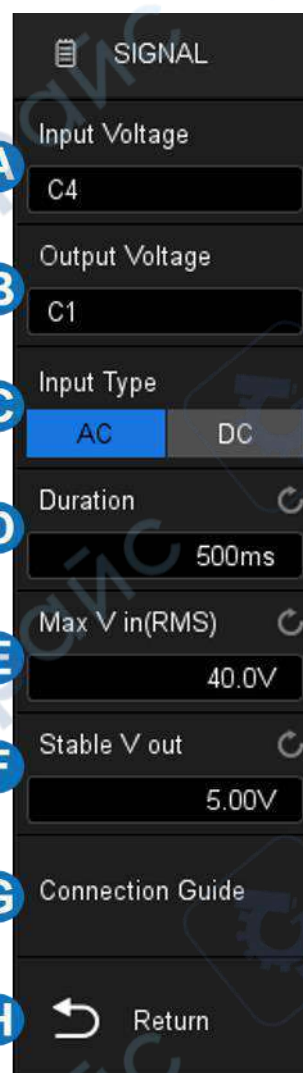 SIGNAL
A
Input Voltage
C4
B
Output Voltage
C1
C
Input Type
AC DC
D
Duration
500ms
E
Max V in(RMS)
40.0V
F
Stable V out
5.00V
G
Connection Guide
H
Return